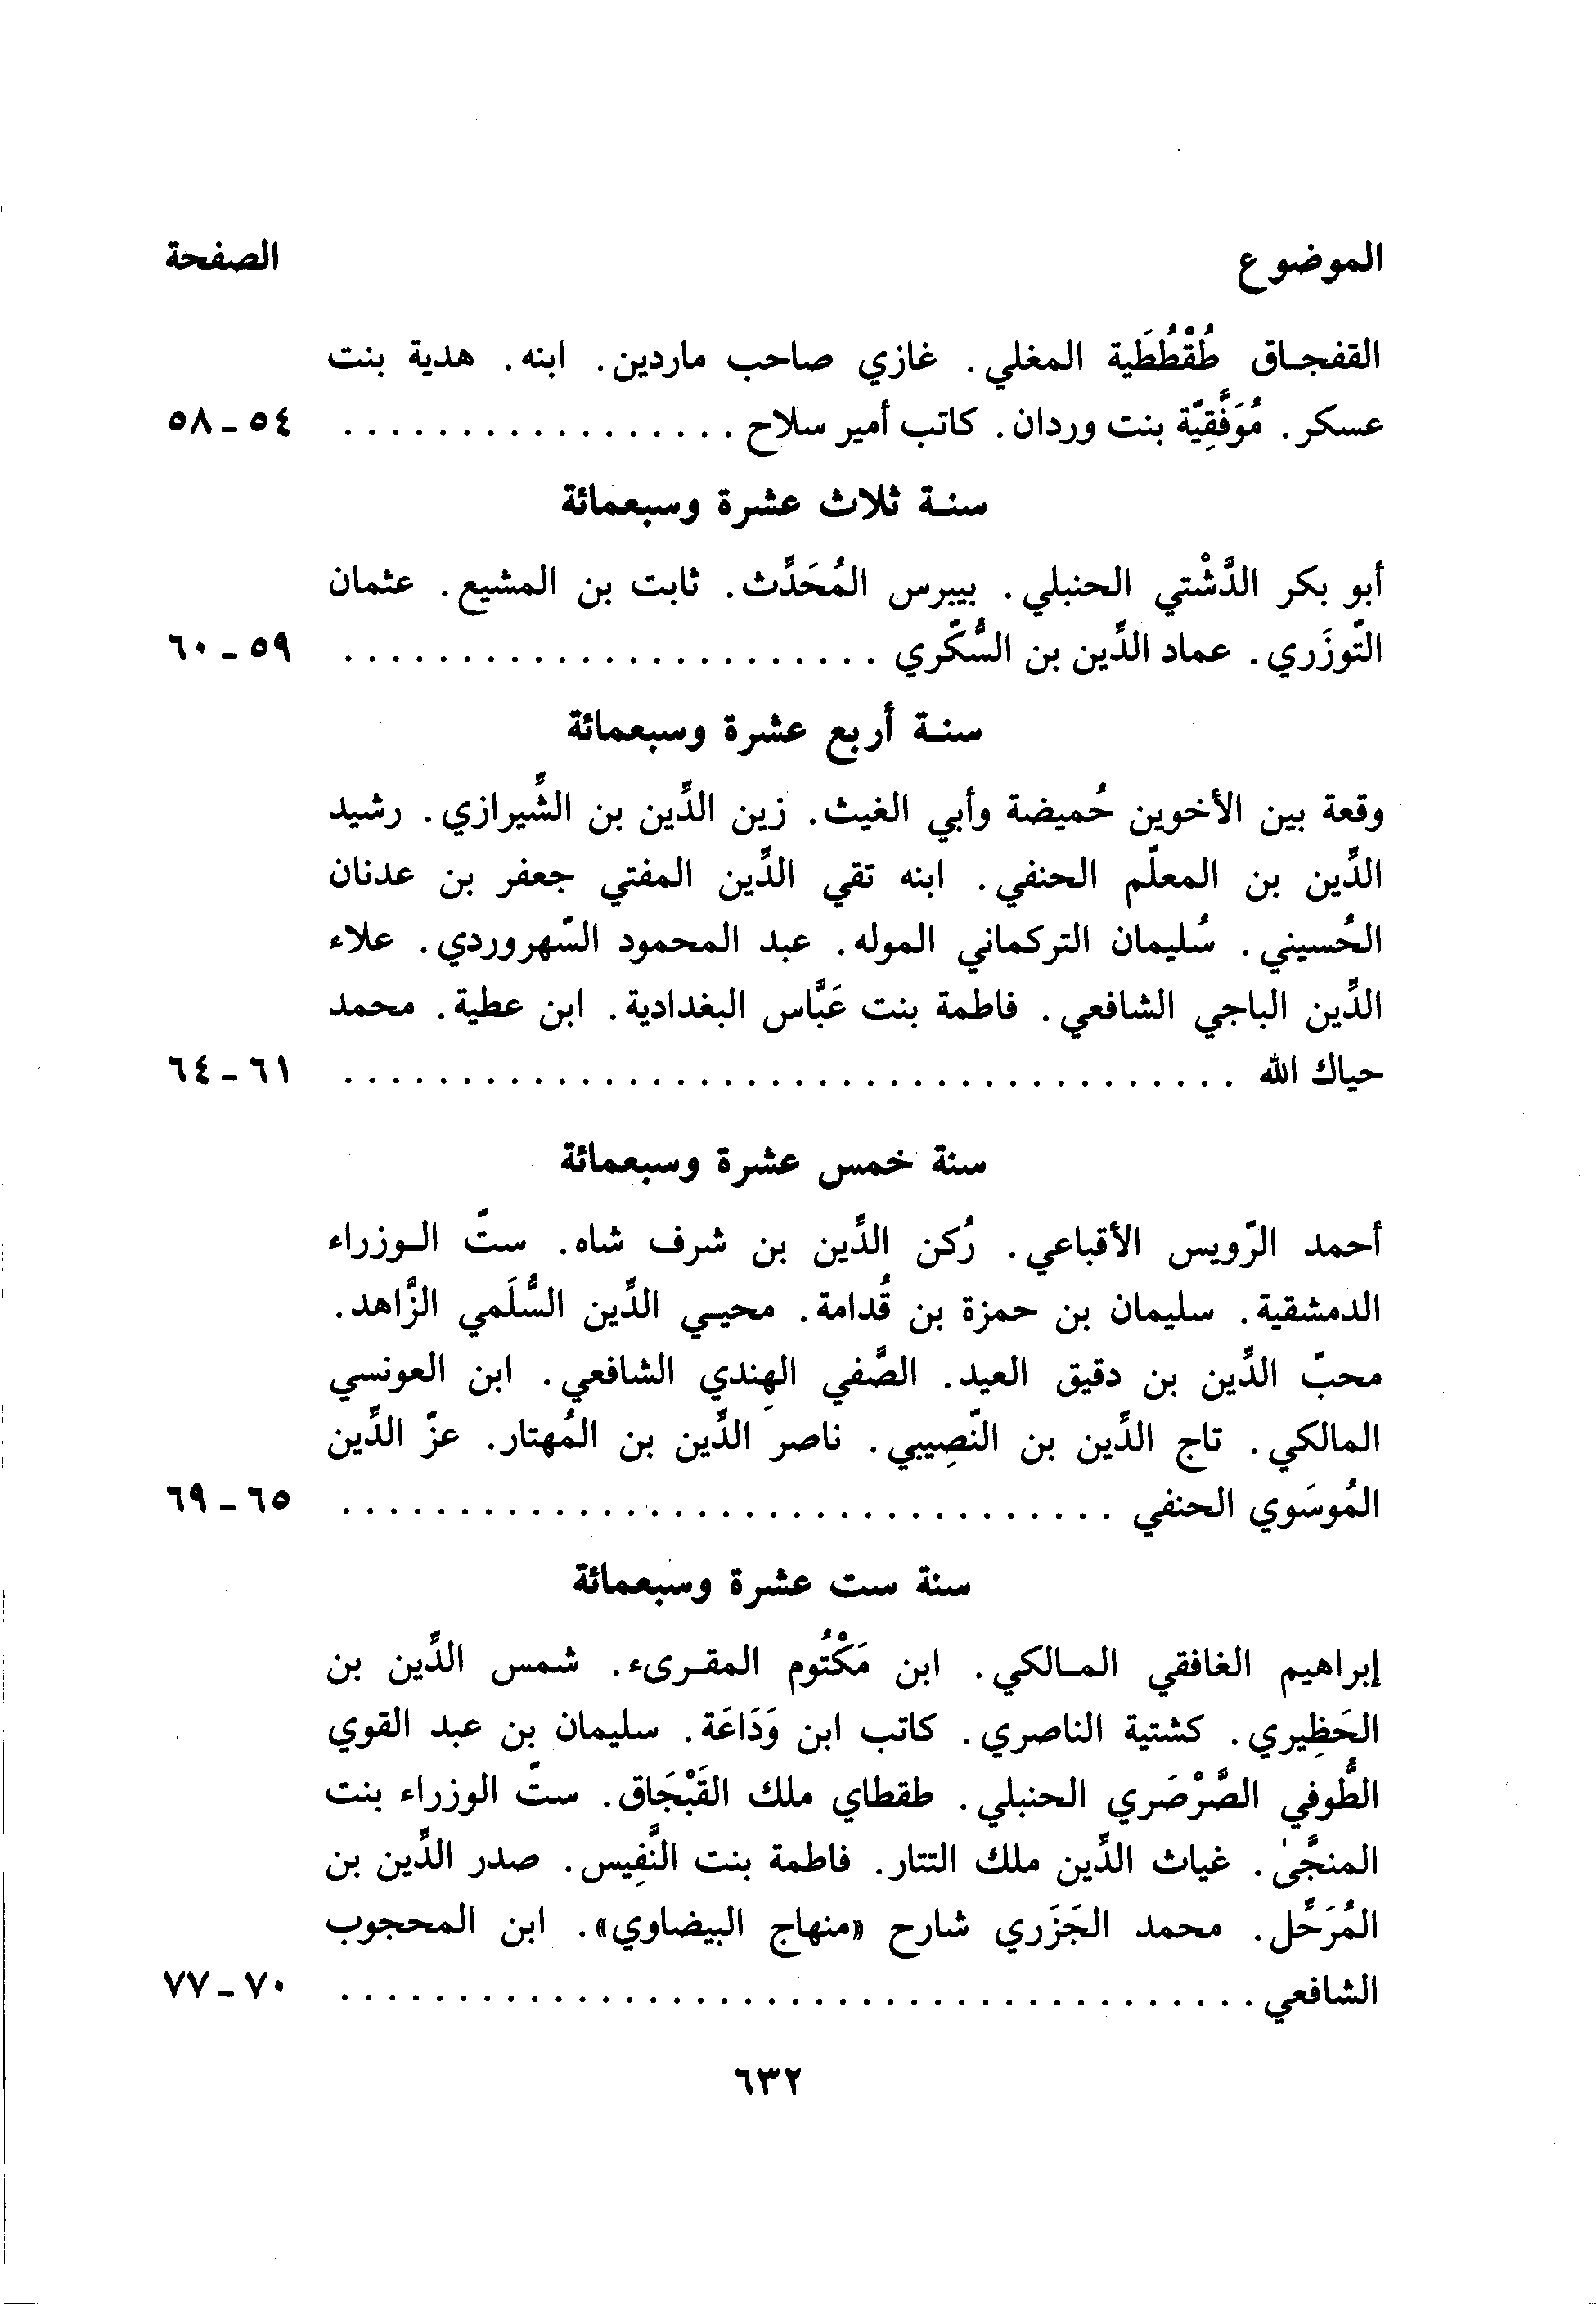 الموضوع الصفحة
القفجاق طُقْطُطَية المغلي. غازي صاحب ماردين. ابنه. هدية بنت
عسكر. مُوَفَّقِيّة بنت وردان. كاتب أمير سلاح . . . . . . . . . . . . . . . . . ٥٤ - ٥٨
سنة ثلاث عشرة وسبعمائة
أبو بكر الدَّشْتي الحنبلي. بيبرس المُحَدِّث. ثابت بن المشيع. عثمان
التّوزَري. عماد الدِّين بن السُّكّري . . . . . . . . . . . . . . . . . . . . . . . ٥٩ - ٦٠
سنة أربع عشرة وسبعمائة
وقعة بين الأخوين حُميضة وأبي الغيث. زين الدِّين بن الشِّيرازي. رشيد
الدِّين بن المعلّم الحنفي. ابنه تقي الدِّين المفتي جعفر بن عدنان
الحُسيني. سُليمان التركماني الموله. عبد المحمود السّهروردي. علاء
الدِّين الباجي الشافعي. فاطمة بنت عَبَّاس البغدادية. ابن عطية. محمد
حياك الله . . . . . . . . . . . . . . . . . . . . . . . . . . . . . . . . . . . . . . ٦١ - ٦٤
سنة خمس عشرة وسبعمائة
أحمد الرّويس الأقباعي. رُكن الدِّين بن شرف شاه. ستّ الوزراء
الدمشقية. سليمان بن حمزة بن قُدامة. محيي الدِّين السُّلَمي الزَّاهد.
محبّ الدِّين بن دقيق العيد. الصَّفي الهِندي الشافعي. ابن العونسي
المالكي. تاج الدِّين بن النّصِيبي. ناصر الدِّين بن المُهتار. عزّ الدِّين
المُوسَوي الحنفي . . . . . . . . . . . . . . . . . . . . . . . . . . . . . . . . . ٦٥ - ٦٩
سنة ست عشرة وسبعمائة
إبراهيم الغافقي المالكي. ابن مَكْتُوم المقرىء. شمس الدِّين بن
الحَظِيري. كشتية الناصري. كاتب ابن وَدَاعَة. سليمان بن عبد القوي
الطُّوفي الصَّرْصَري الحنبلي. طقطاي ملك القَبْجَاق. ستّ الوزراء بنت
المنجَّىٰ. غياث الدِّين ملك التتار. فاطمة بنت النَّفِيس. صدر الدِّين بن
المُرَحِّل. محمد الجَزَري شارح «منهاج البيضاوي». ابن المحجوب
الشافعي . . . . . . . . . . . . . . . . . . . . . . . . . . . . . . . . . . . . . . . ٧٠ - ٧٧
٦٣٢